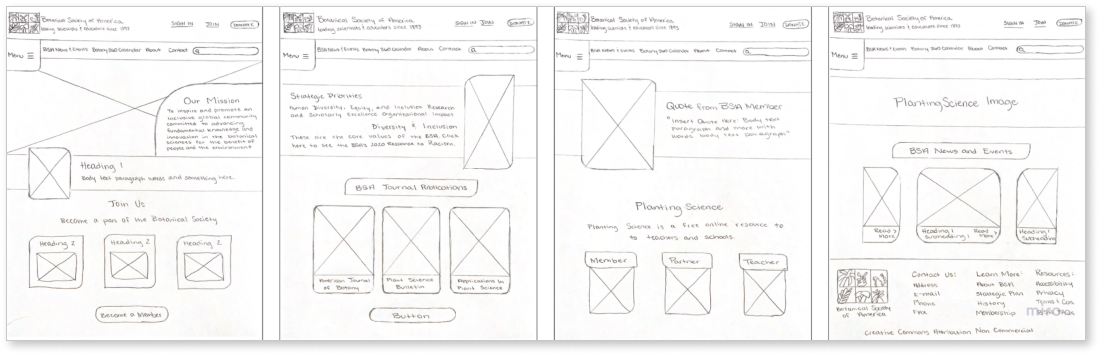 Botanical Society of America
leading scientists & educators since 1893
SIGN IN JOIN DONATE
Menu
BSA News & Events Botany 360 Calendar About Contact
Our Mission
To inspire and promote an
inclusive global community
committed to advancing
fundamental knowledge and
innovation in the botanical
sciences for the benefit of
people and the environment
Heading 1
Body text paragraph words and something here.
Join Us
Become a part of the Botanical Society
Heading 2 Heading 2 Heading 2
Become a Member
Botanical Society of America
leading scientists & educators since 1893
SIGN IN JOIN DONATE
Menu
BSA News & Events Botany 360 Calendar About Contact
Strategic Priorities
Human Diversity, Equity, and Inclusion Research
and Scholarly Excellence Organizational Impact
Diversity & Inclusion
These are the core values of the BSA. Click
here to see the BSA's 2020 Response to Racism.
BSA Journal Publications
American Journal
of Botany
Plant Science
Bulletin
Applications in
Plant Science
Button
Botanical Society of America
leading scientists & educators since 1893
SIGN IN JOIN DONATE
Menu
BSA News & Events Botany 360 Calendar About Contact
Quote from BSA Member
"Insert Quote here. Body text
paragraph and more with
words body text paragraph"
Planting Science
Planting Science is a free online resource to
to teachers and schools.
Member Partner Teacher
Botanical Society of America
leading scientists & educators since 1893
SIGN IN JOIN DONATE
Menu
BSA News & Events Botany 360 Calendar About Contact
PlantingScience Image
BSA News and Events
Read >
More
Heading 1
Subheading 1
Read >
More
Heading 1
Subheading
Botanical Society
of America
Contact Us:
Address
E-mail
Phone
Fax
Learn More:
About BSA
Strategic Plan
History
Membership
Resources:
Accessibility
Privacy
Terms & Con.
Creative Commons Attribution Non Commercial